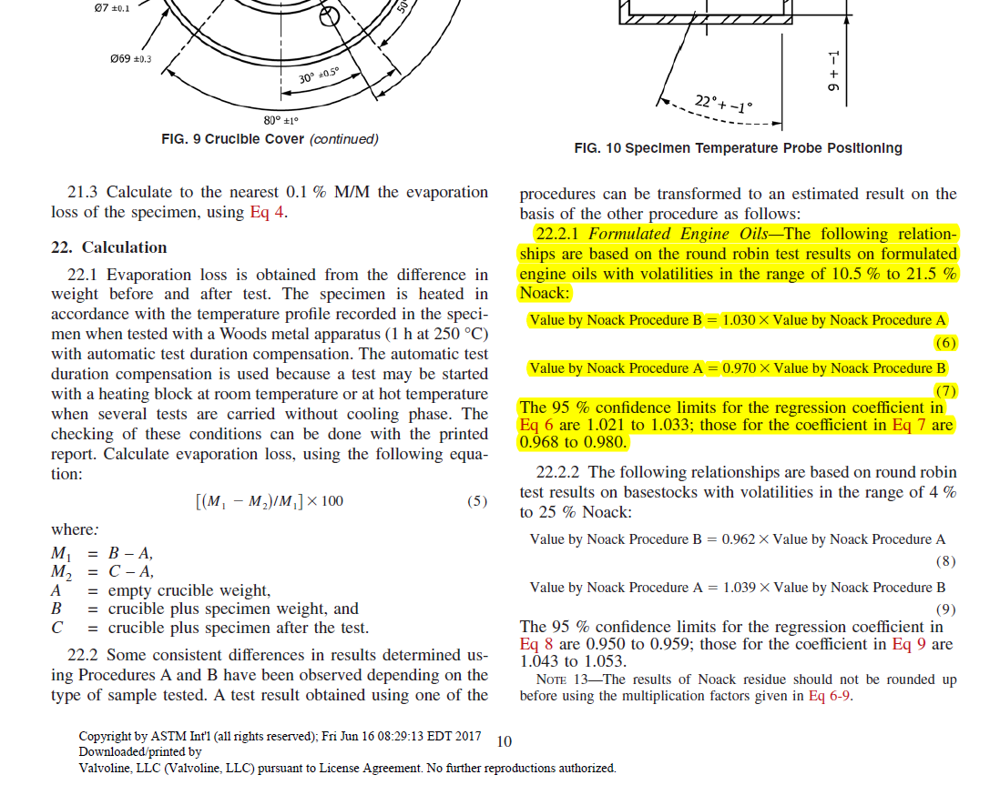 Ø7 ±0.1
50°
Ø69 ±0.3
30° ±0.5°
80° ±1°
FIG. 9 Crucible Cover (continued)
22°+-1°
6 + -1
FIG. 10 Specimen Temperature Probe Positioning
21.3 Calculate to the nearest 0.1 % M/M the evaporation
loss of the specimen, using Eq 4.
22. Calculation
22.1 Evaporation loss is obtained from the difference in
weight before and after test. The specimen is heated in
accordance with the temperature profile recorded in the speci-
men when tested with a Woods metal apparatus (1 h at 250 °C)
with automatic test duration compensation. The automatic test
duration compensation is used because a test may be started
with a heating block at room temperature or at hot temperature
when several tests are carried without cooling phase. The
checking of these conditions can be done with the printed
report. Calculate evaporation loss, using the following equa-
tion:
[(M₁ − M₂)/M₁] × 100 (5)
where:
M₁ = B – A,
M₂ = C – A,
A = empty crucible weight,
B = crucible plus specimen weight, and
C = crucible plus specimen after the test.
22.2 Some consistent differences in results determined us-
ing Procedures A and B have been observed depending on the
type of sample tested. A test result obtained using one of the
procedures can be transformed to an estimated result on the
basis of the other procedure as follows:
22.2.1 Formulated Engine Oils—The following relation-
ships are based on the round robin test results on formulated
engine oils with volatilities in the range of 10.5 % to 21.5 %
Noack:
Value by Noack Procedure B = 1.030 × Value by Noack Procedure A
(6)
Value by Noack Procedure A = 0.970 × Value by Noack Procedure B
(7)
The 95 % confidence limits for the regression coefficient in
Eq 6 are 1.021 to 1.033; those for the coefficient in Eq 7 are
0.968 to 0.980.
22.2.2 The following relationships are based on round robin
test results on basestocks with volatilities in the range of 4 %
to 25 % Noack:
Value by Noack Procedure B = 0.962 × Value by Noack Procedure A
(8)
Value by Noack Procedure A = 1.039 × Value by Noack Procedure B
(9)
The 95 % confidence limits for the regression coefficient in
Eq 8 are 0.950 to 0.959; those for the coefficient in Eq 9 are
1.043 to 1.053.
NOTE 13—The results of Noack residue should not be rounded up
before using the multiplication factors given in Eq 6-9.
Copyright by ASTM Int'l (all rights reserved); Fri Jun 16 08:29:13 EDT 2017
10
Downloaded/printed by
Valvoline, LLC (Valvoline, LLC) pursuant to License Agreement. No further reproductions authorized.